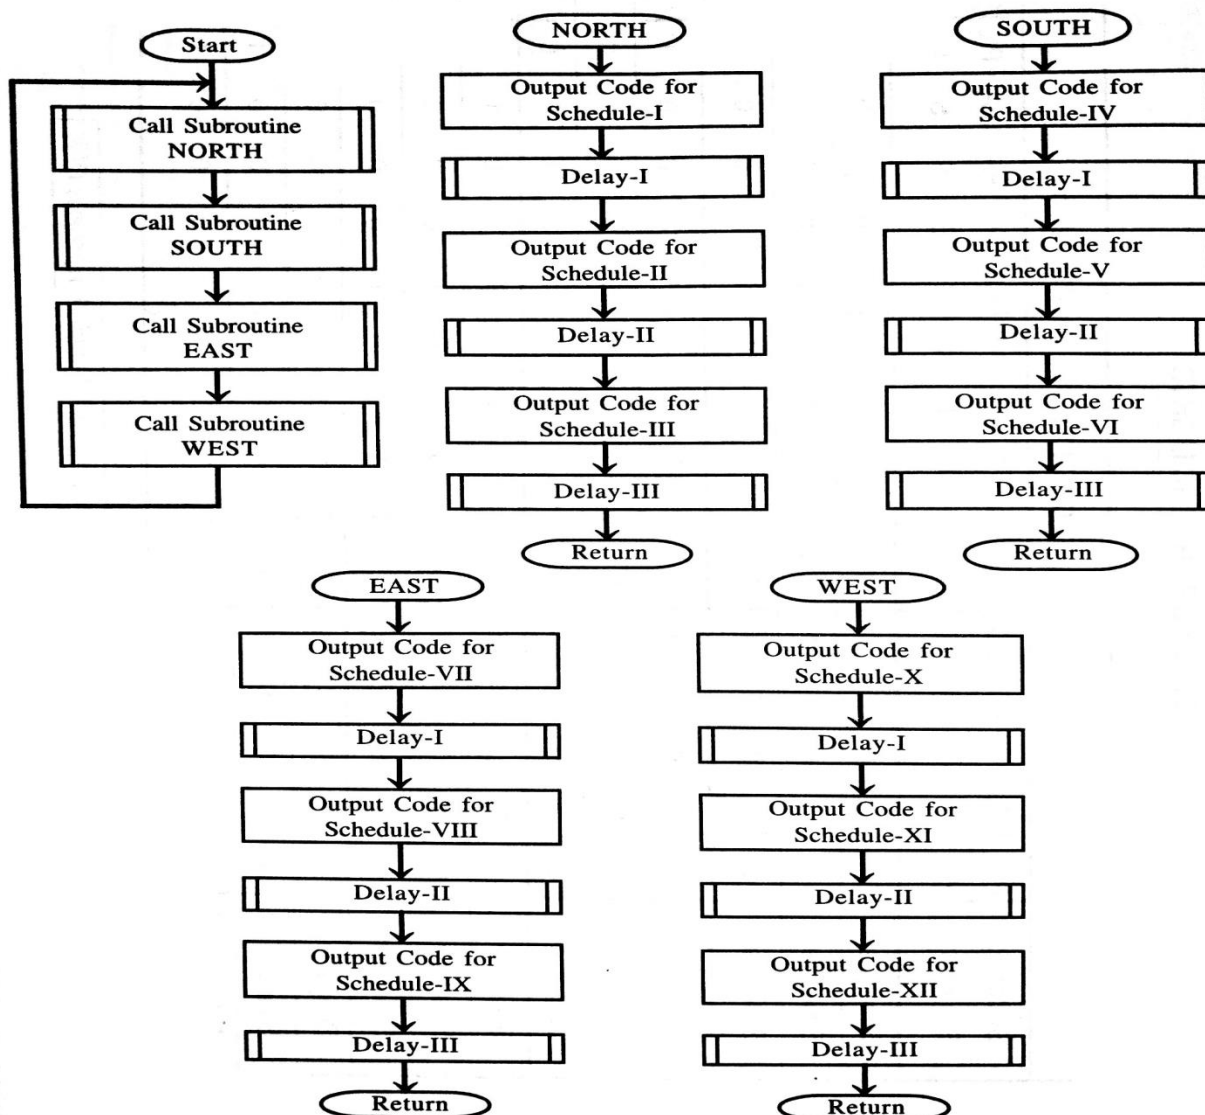 Start
Call Subroutine
NORTH
Call Subroutine
SOUTH
Call Subroutine
EAST
Call Subroutine
WEST
NORTH
Output Code for
Schedule-I
Delay-I
Output Code for
Schedule-II
Delay-II
Output Code for
Schedule-III
Delay-III
Return
SOUTH
Output Code for
Schedule-IV
Delay-I
Output Code for
Schedule-V
Delay-II
Output Code for
Schedule-VI
Delay-III
Return
EAST
Output Code for
Schedule-VII
Delay-I
Output Code for
Schedule-VIII
Delay-II
Output Code for
Schedule-IX
Delay-III
Return
WEST
Output Code for
Schedule-X
Delay-I
Output Code for
Schedule-XI
Delay-II
Output Code for
Schedule-XII
Delay-III
Return